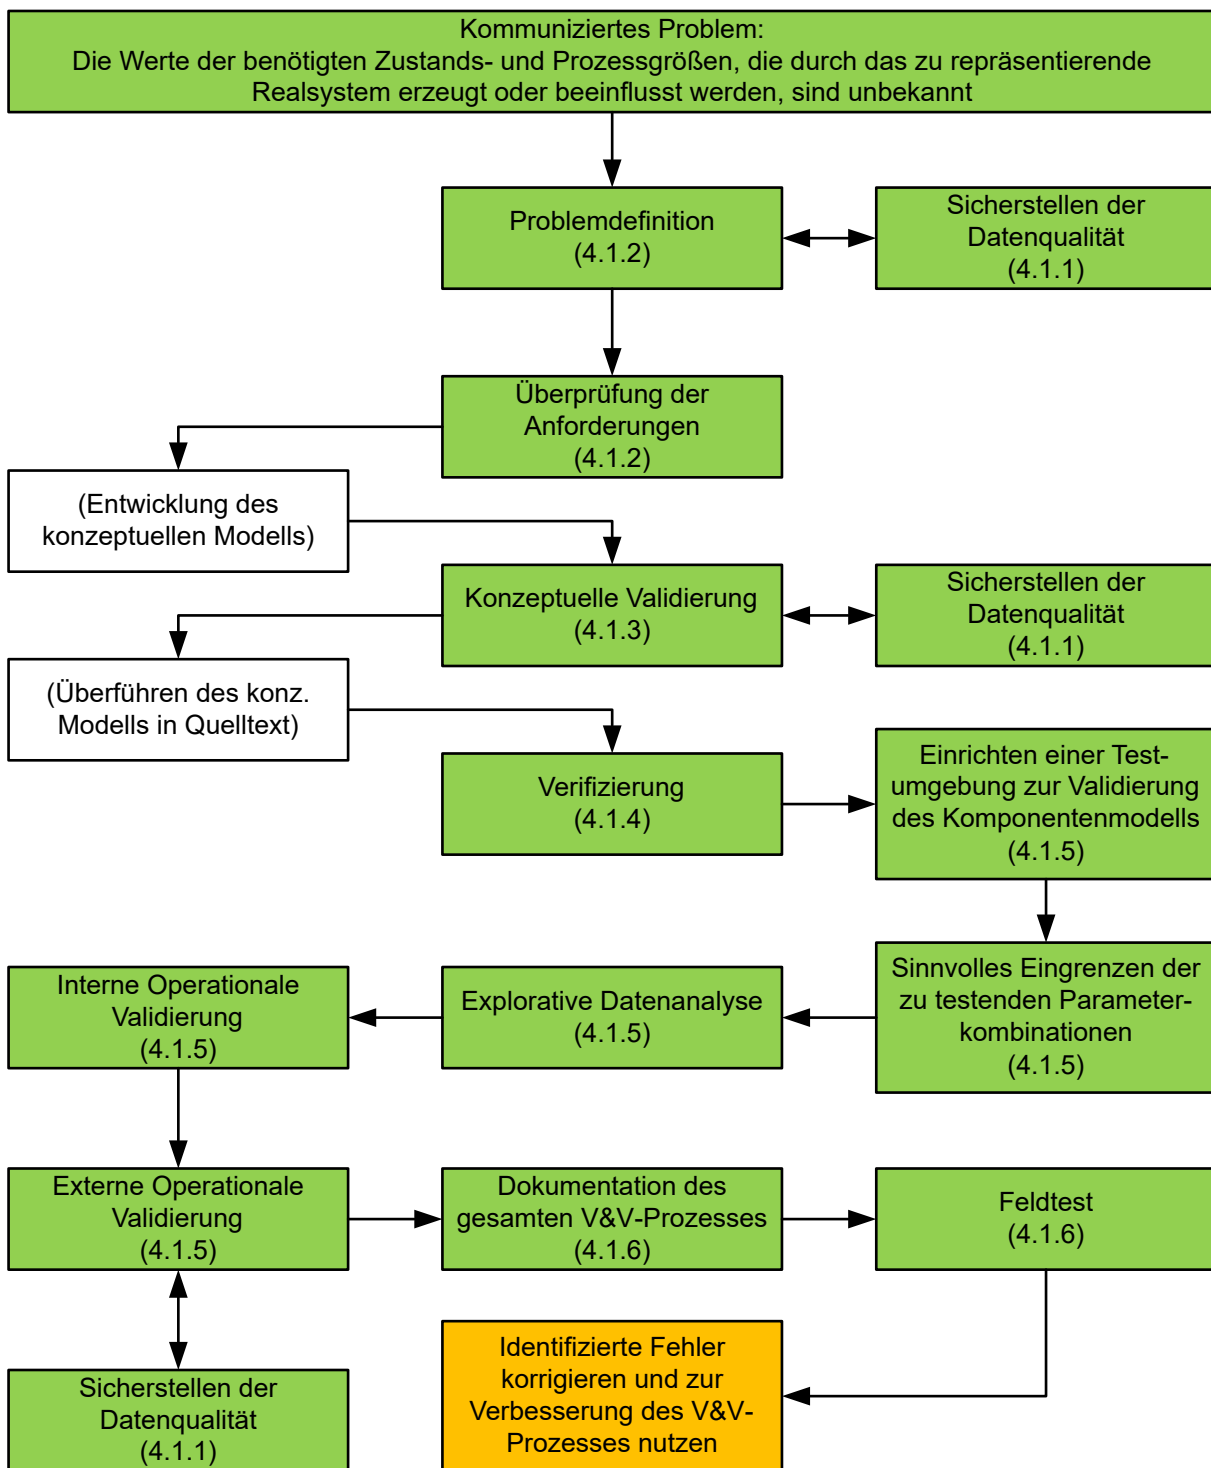 Kommuniziertes Problem:
Die Werte der benötigten Zustands- und Prozessgrößen, die durch das zu repräsentierende
Realsystem erzeugt oder beeinflusst werden, sind unbekannt
Problemdefinition
(4.1.2)
Sicherstellen der
Datenqualität
(4.1.1)
Überprüfung der
Anforderungen
(4.1.2)
(Entwicklung des
konzeptuellen Modells)
Konzeptuelle Validierung
(4.1.3)
Sicherstellen der
Datenqualität
(4.1.1)
(Überführen des konz.
Modells in Quelltext)
Verifizierung
(4.1.4)
Einrichten einer Test-
umgebung zur Validierung
des Komponentenmodells
(4.1.5)
Sinnvolles Eingrenzen der
zu testenden Parameter-
kombinationen
(4.1.5)
Explorative Datenanalyse
(4.1.5)
Interne Operationale
Validierung
(4.1.5)
Externe Operationale
Validierung
(4.1.5)
Dokumentation des
gesamten V&V-Prozesses
(4.1.6)
Feldtest
(4.1.6)
Sicherstellen der
Datenqualität
(4.1.1)
Identifizierte Fehler
korrigieren und zur
Verbesserung des V&V-
Prozesses nutzen